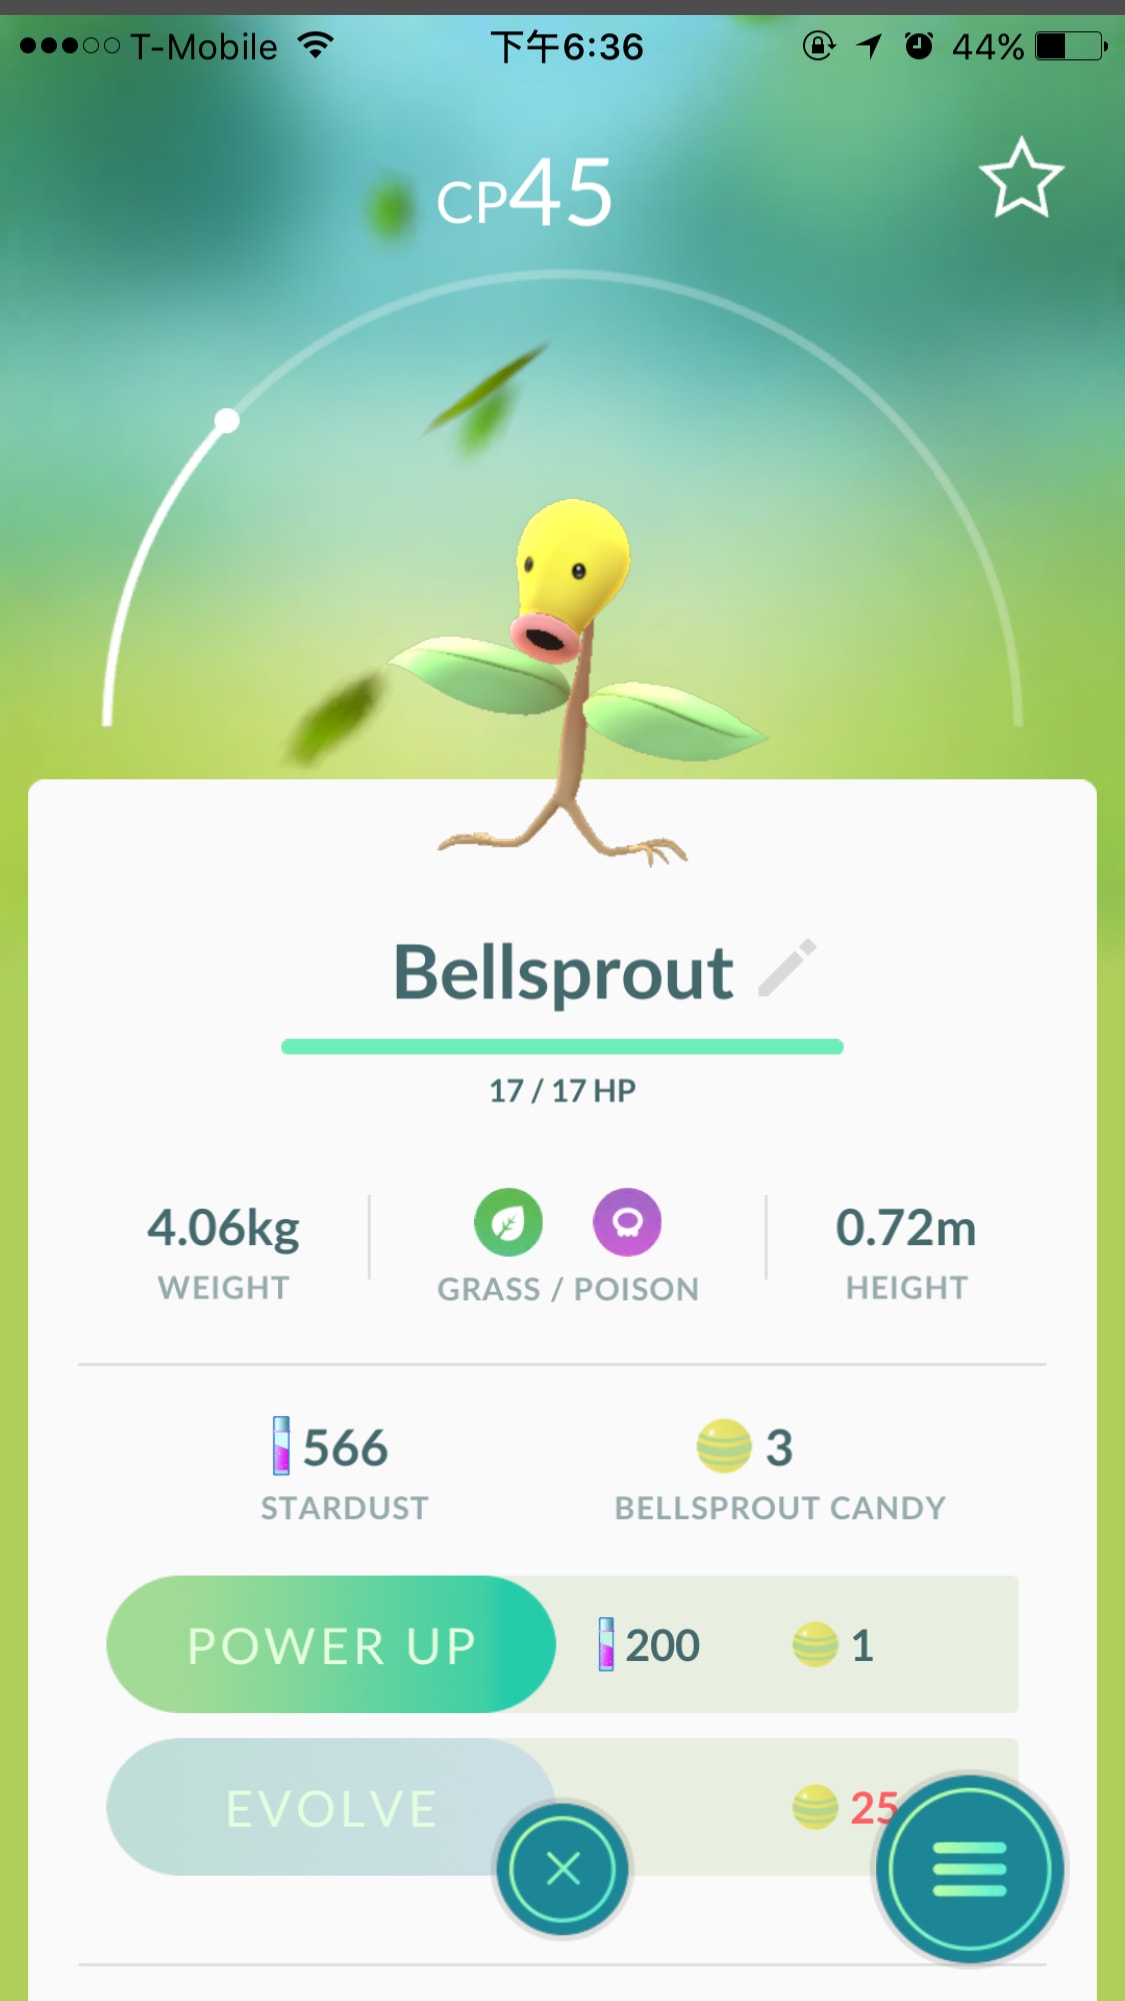 T-Mobile 下午6:36 44%
CP45
Bellsprout
17 / 17 HP
4.06kg
WEIGHT
GRASS / POISON
0.72m
HEIGHT
566
STARDUST
3
BELLSPROUT CANDY
POWER UP 200 1
EVOLVE 25